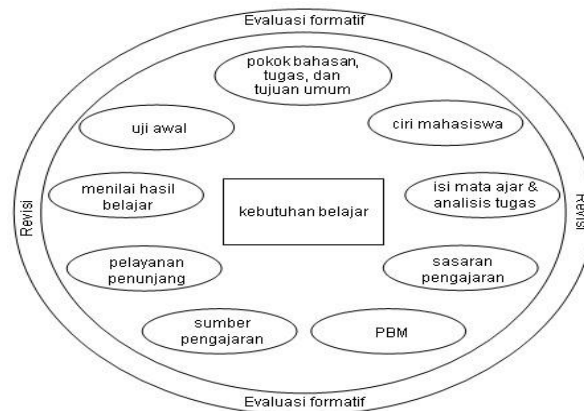 Evaluasi formatif
pokok bahasan,
tugas, dan
tujuan umum
uji awal
ciri mahasiswa
menilai hasil
belajar
kebutuhan belajar
isi mata ajar &
analisis tugas
Revisi
Revisi
pelayanan
penunjang
sasaran
pengajaran
sumber
pengajaran
PBM
Evaluasi formatif